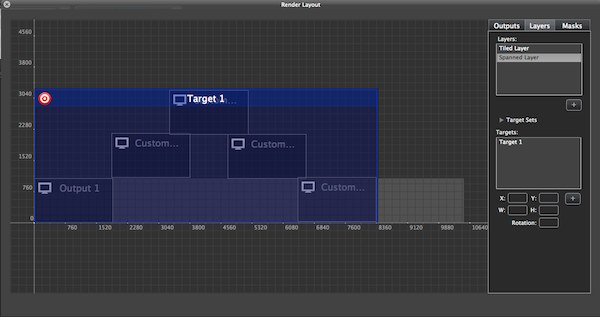 Render Layout
Outputs Layers Masks
Layers:
Tiled Layer
Spanned Layer
+
Target Sets
Targets:
Target 1
X: Y: +
W: H:
Rotation:
4560
3800
3040
2280
1520
760
0
Target 1
Custom...
Custom...
Output 1
Custom...
760 1520 2280 3040 3800 4560 5320 6080 6840 7600 8360 9120 9880 10640